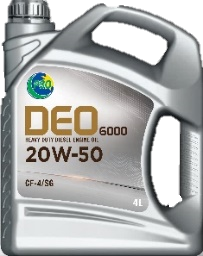 DEO 6000
HEAVY DUTY DIESEL ENGINE OIL
20W-50
CF-4/SG
4L